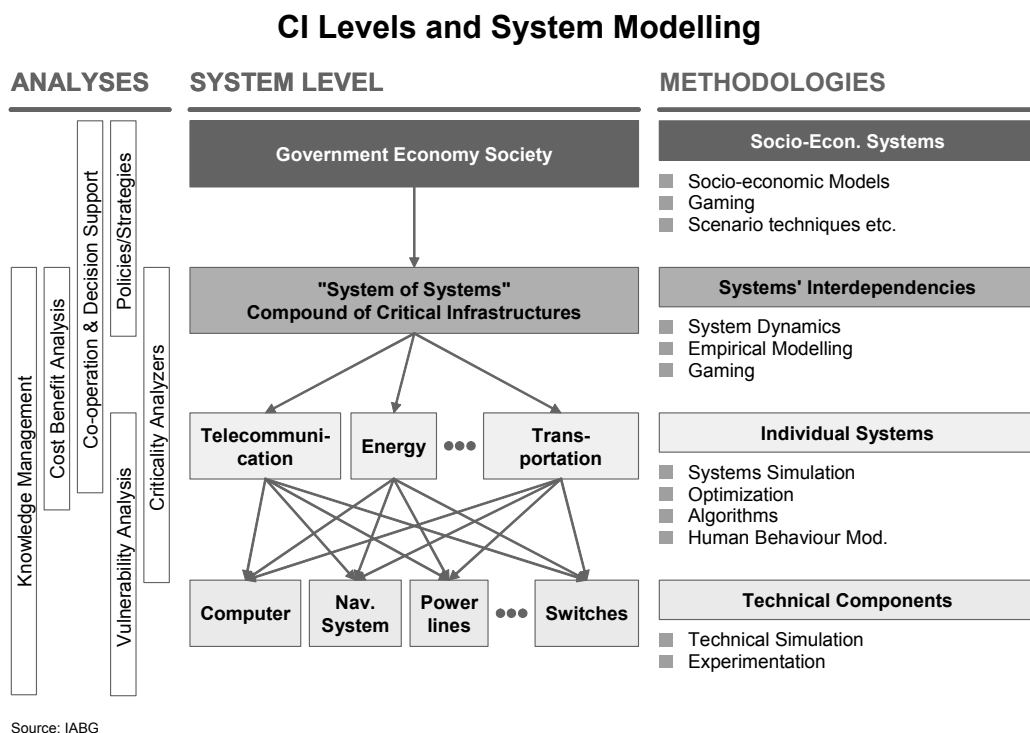 CI Levels and System Modelling
ANALYSES
SYSTEM LEVEL
METHODOLOGIES
Knowledge Management
Cost Benefit Analysis
Co-operation & Decision Support
Policies/Strategies
Vulnerability Analysis
Criticality Analyzers
Government Economy Society
"System of Systems"
Compound of Critical Infrastructures
Telecommuni-
cation
Energy
Trans-
portation
Computer
Nav.
System
Power
lines
Switches
Socio-Econ. Systems
Socio-economic Models
Gaming
Scenario techniques etc.
Systems' Interdependencies
System Dynamics
Empirical Modelling
Gaming
Individual Systems
Systems Simulation
Optimization
Algorithms
Human Behaviour Mod.
Technical Components
Technical Simulation
Experimentation
Source: IABG